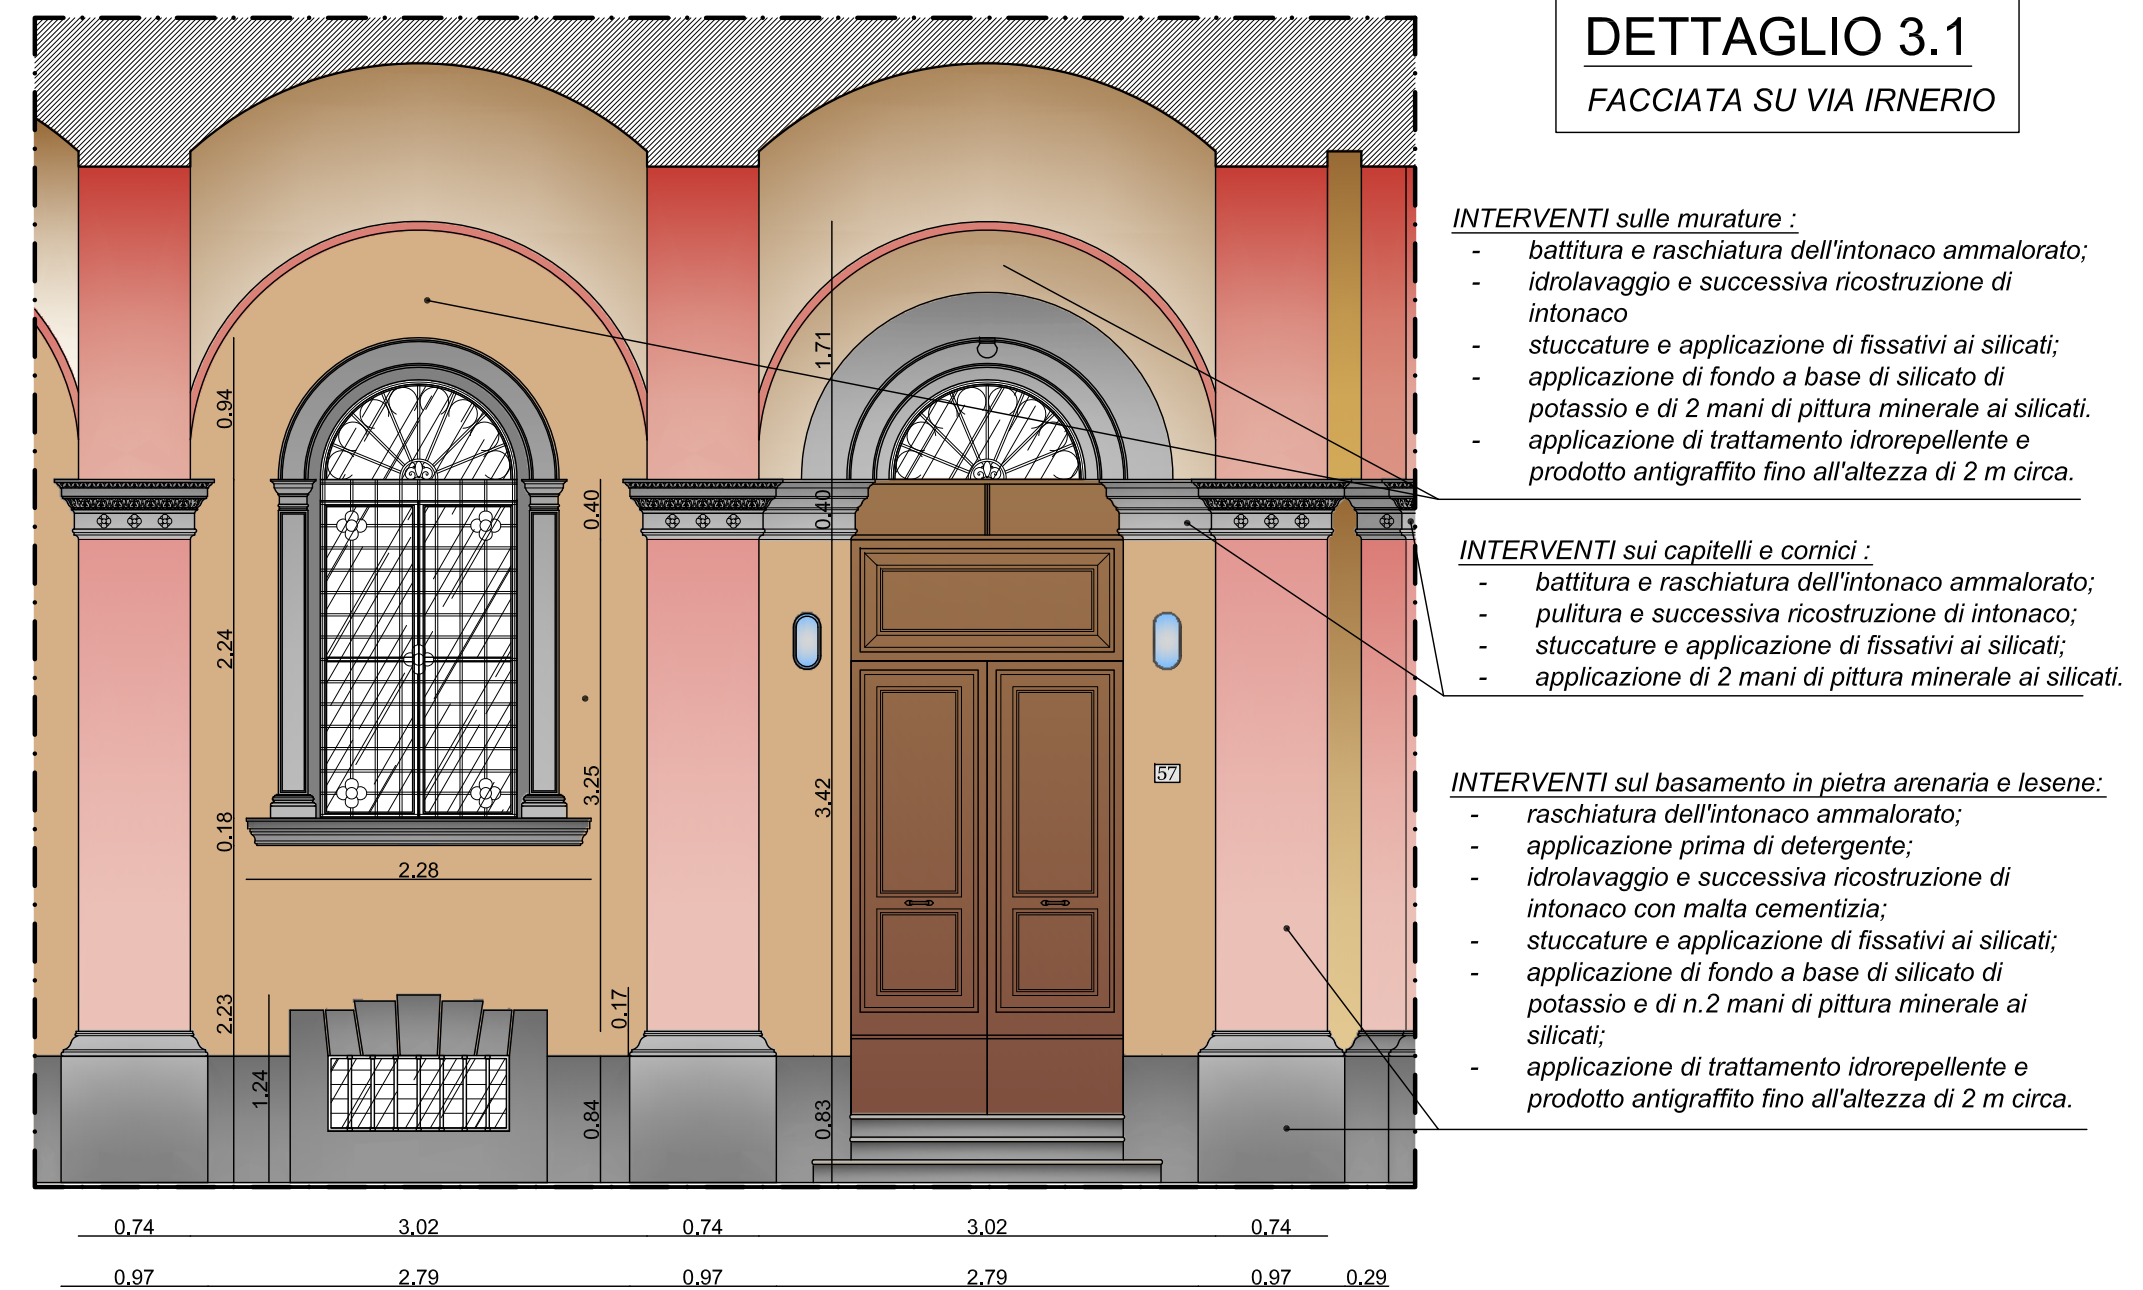 DETTAGLIO 3.1
FACCIATA SU VIA IRNERIO
INTERVENTI sulle murature :
- battitura e raschiatura dell'intonaco ammalorato;
- idrolavaggio e successiva ricostruzione di
intonaco
- stuccature e applicazione di fissativi ai silicati;
- applicazione di fondo a base di silicato di
potassio e di 2 mani di pittura minerale ai silicati.
- applicazione di trattamento idrorepellente e
prodotto antigraffito fino all'altezza di 2 m circa.
INTERVENTI sui capitelli e cornici :
- battitura e raschiatura dell'intonaco ammalorato;
- pulitura e successiva ricostruzione di intonaco;
- stuccature e applicazione di fissativi ai silicati;
- applicazione di 2 mani di pittura minerale ai silicati.
INTERVENTI sul basamento in pietra arenaria e lesene:
- raschiatura dell'intonaco ammalorato;
- applicazione prima di detergente;
- idrolavaggio e successiva ricostruzione di
intonaco con malta cementizia;
- stuccature e applicazione di fissativi ai silicati;
- applicazione di fondo a base di silicato di
potassio e di n.2 mani di pittura minerale ai
silicati;
- applicazione di trattamento idrorepellente e
prodotto antigraffito fino all'altezza di 2 m circa.
0.94
2.24
0.18
2.23
1.24
2.28
0.40
3.25
0.17
0.84
1.71
0.40
3.42
0.83
57
0.74 3.02 0.74 3.02 0.74
0.97 2.79 0.97 2.79 0.97 0.29